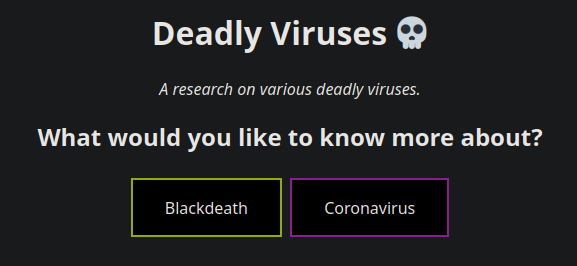 Deadly Viruses 💀
A research on various deadly viruses.
What would you like to know more about?
Blackdeath
Coronavirus